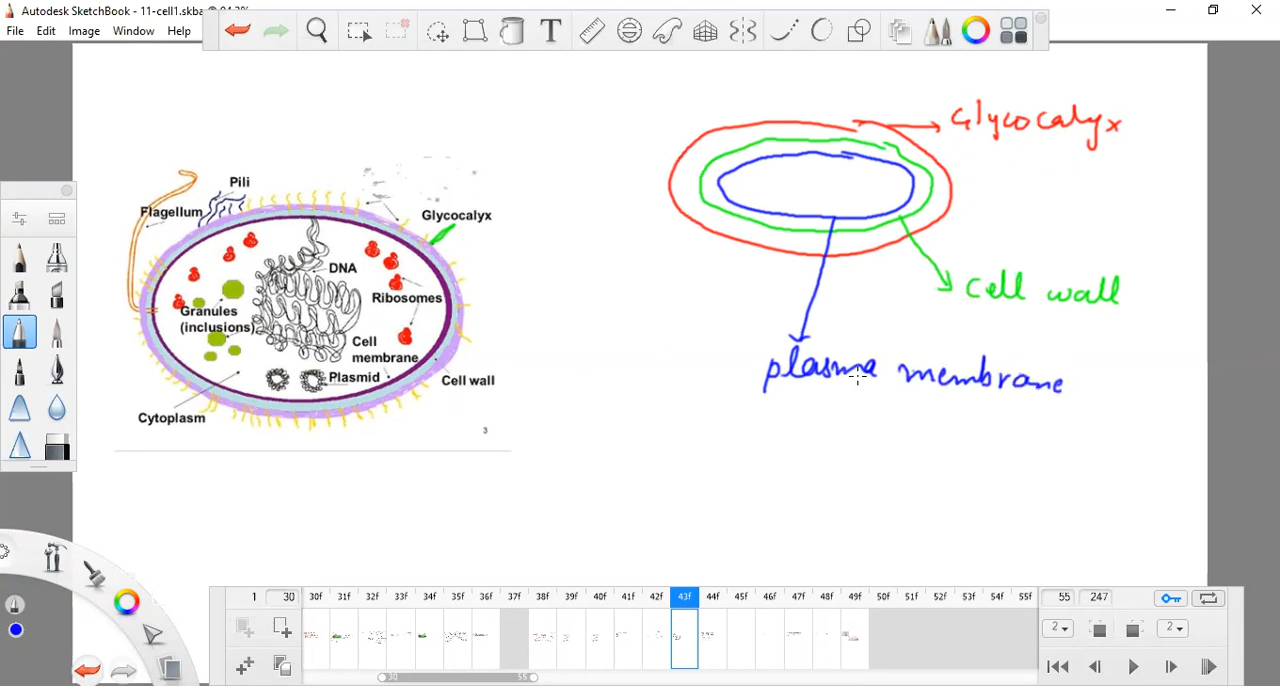 Autodesk SketchBook - 11-cell1.skba
File Edit Image Window Help
Pili
Flagellum
Glycocalyx
DNA
Ribosomes
Granules
(inclusions)
Cell
membrane
Plasmid
Cell wall
Cytoplasm
3
Glycocalyx
cell wall
plasma membrane
1 30 30f 31f 32f 33f 34f 35f 36f 37f 38f 39f 40f 41f 42f 43f 44f 45f 46f 47f 48f 49f 50f 51f 52f 53f 54f 55f 55 247
2 2
30 55